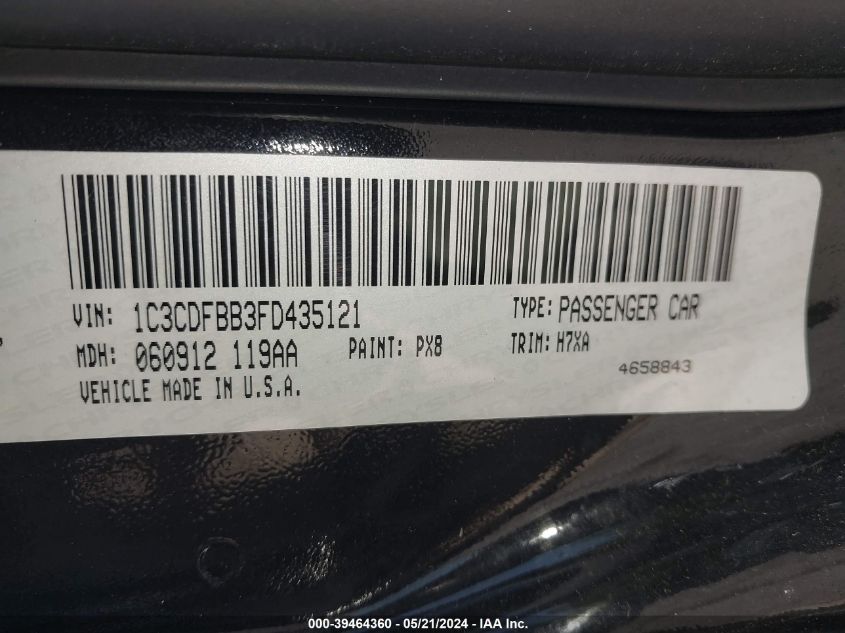 VIN: 1C3CDFBB3FD435121 TYPE: PASSENGER CAR
MDH: 060912 119AA PAINT: PX8 TRIM: H7XA
VEHICLE MADE IN U.S.A. 4658843
000-39464360 - 05/21/2024 - IAA Inc.